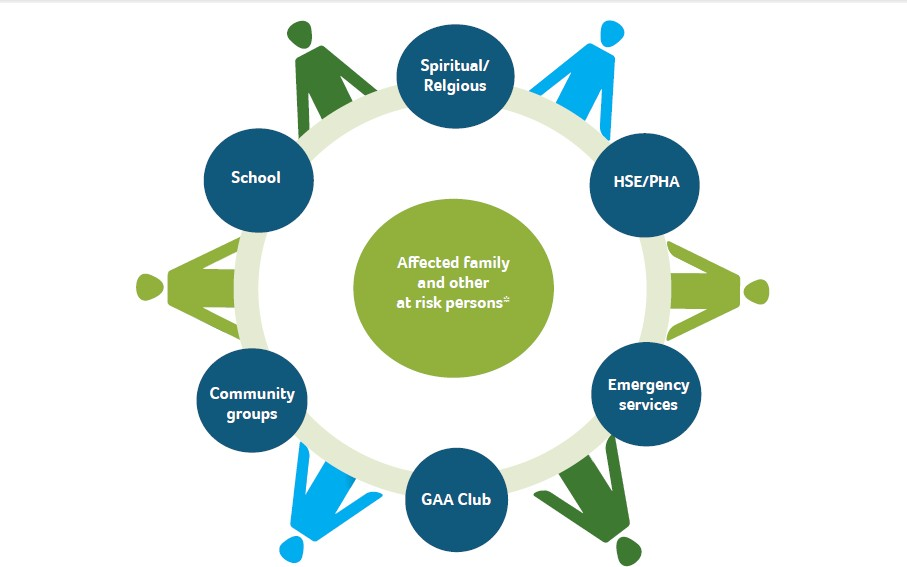 Spiritual/
Relgious
School
HSE/PHA
Affected family
and other
at risk persons*
Community
groups
Emergency
services
GAA Club